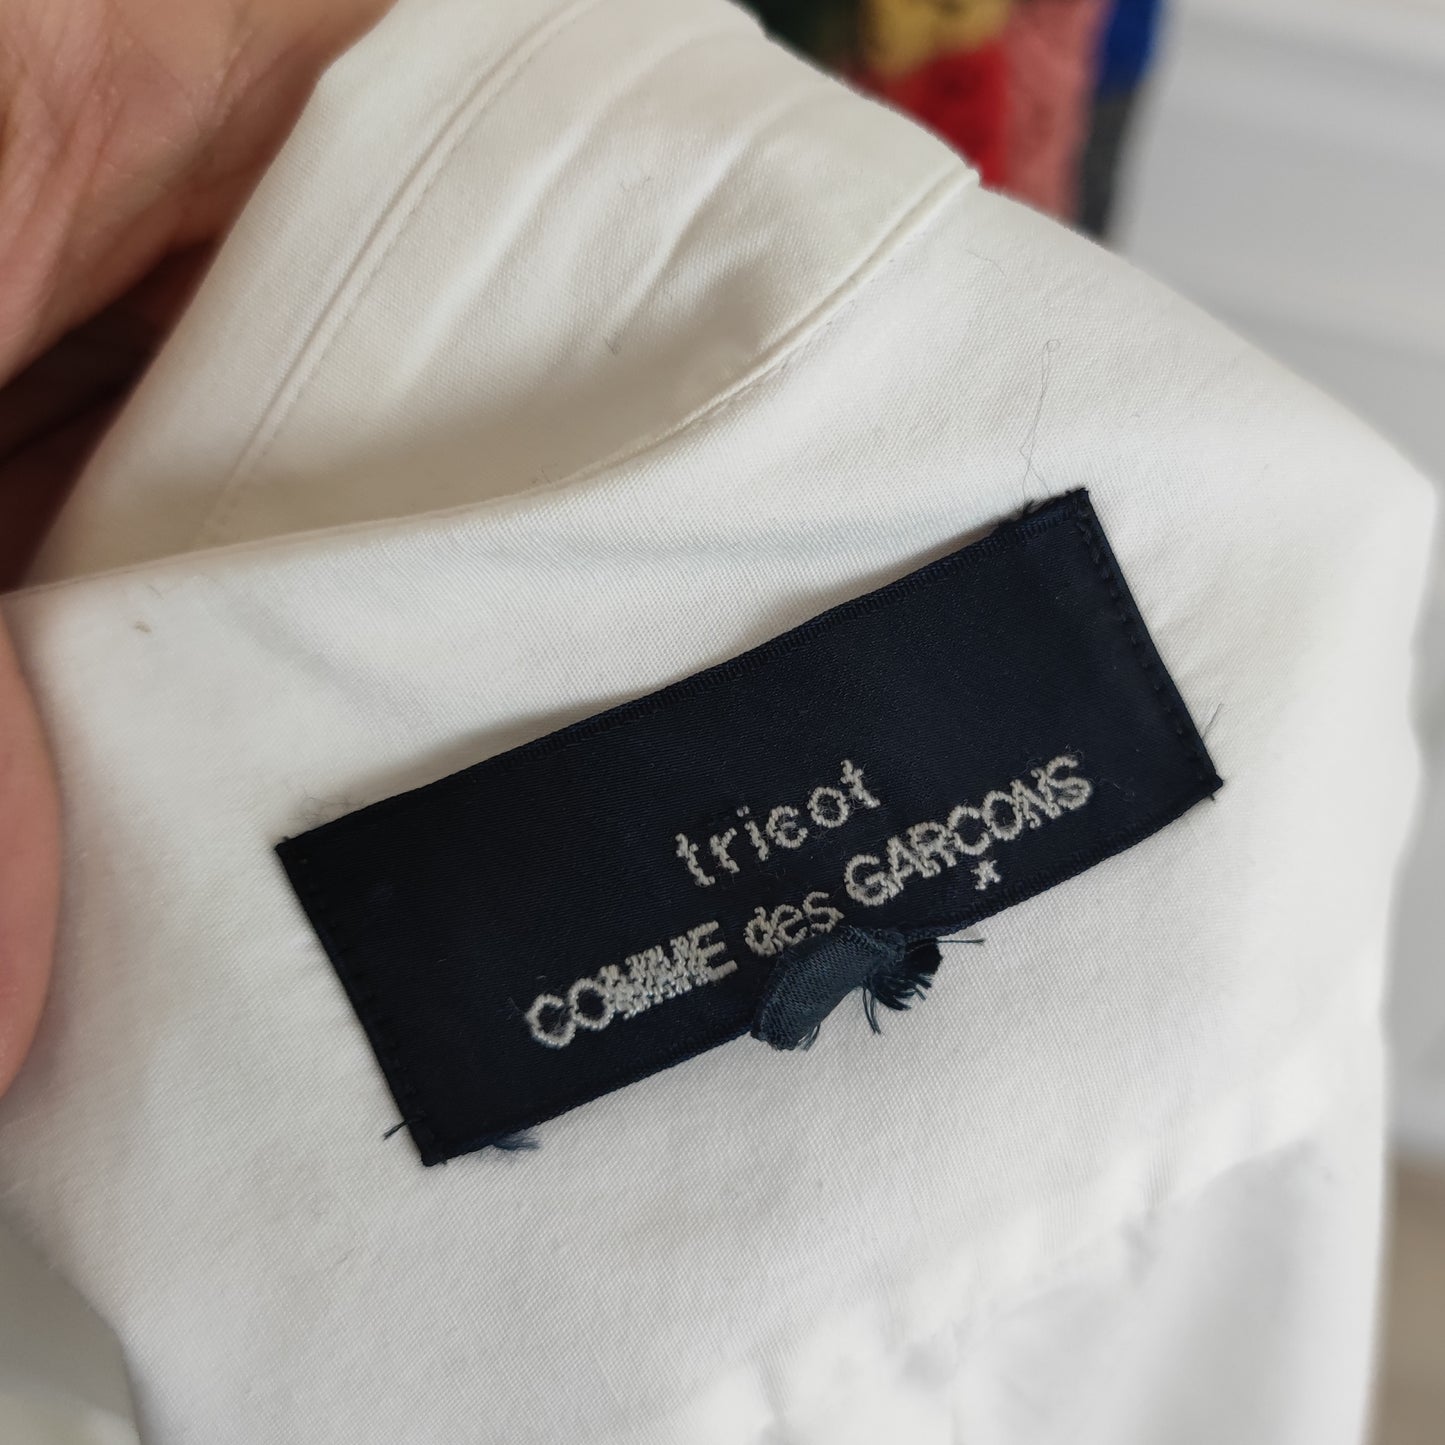 tricot
COMME des GARCONS
★